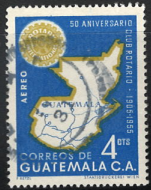 50 ANIVERSARIO
CLUB ROTARIO - 1905-1955
AEREO
GUATEMALA
4
CTS
CORREOS DE
GUATEMALA C.A.